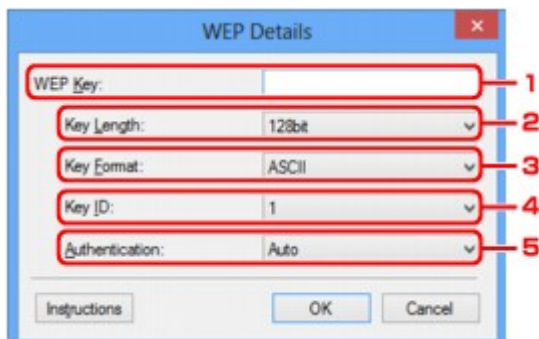 WEP Details
WEP Key: 1
Key Length: 128bit 2
Key Format: ASCII 3
Key ID: 1 4
Authentication: Auto 5
Instructions OK Cancel